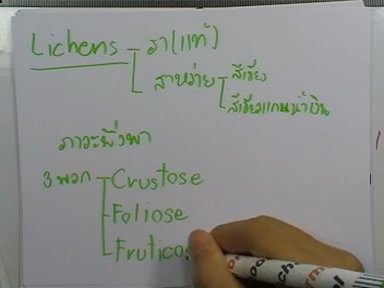 Lichens - รา(แท้)
สาหร่าย - สีเขียว
สีเขียวแกมน้ำเงิน
ภาวะพึ่งพา
3 พวก - Crustose
Foliose
Frutico